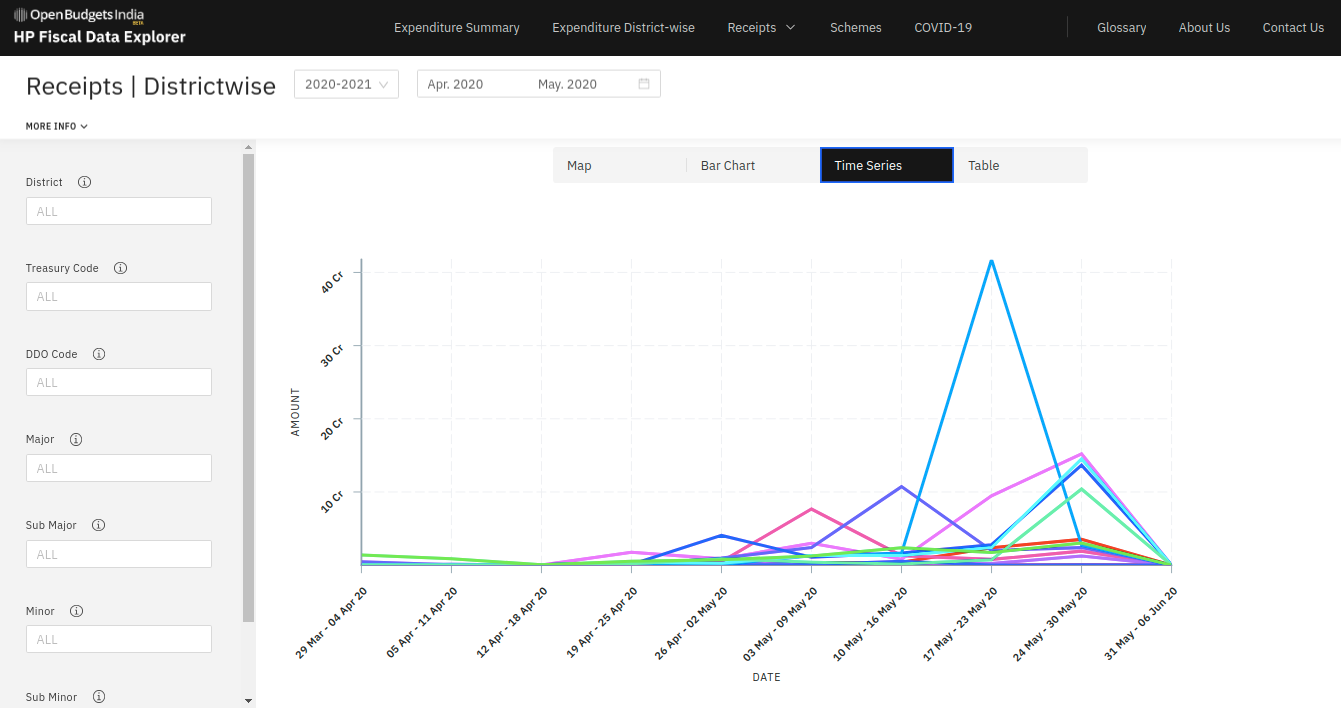 OpenBudgetsIndia
BETA
HP Fiscal Data Explorer
Expenditure Summary
Expenditure District-wise
Receipts
Schemes
COVID-19
Glossary
About Us
Contact Us
Receipts | Districtwise
2020-2021
Apr. 2020
May. 2020
MORE INFO
District
ALL
Treasury Code
ALL
DDO Code
ALL
Major
ALL
Sub Major
ALL
Minor
ALL
Sub Minor
Map
Bar Chart
Time Series
Table
40 Cr
30 Cr
20 Cr
10 Cr
AMOUNT
29 Mar - 04 Apr 20
05 Apr - 11 Apr 20
12 Apr - 18 Apr 20
19 Apr - 25 Apr 20
26 Apr - 02 May 20
03 May - 09 May 20
10 May - 16 May 20
17 May - 23 May 20
24 May - 30 May 20
31 May - 06 Jun 20
DATE